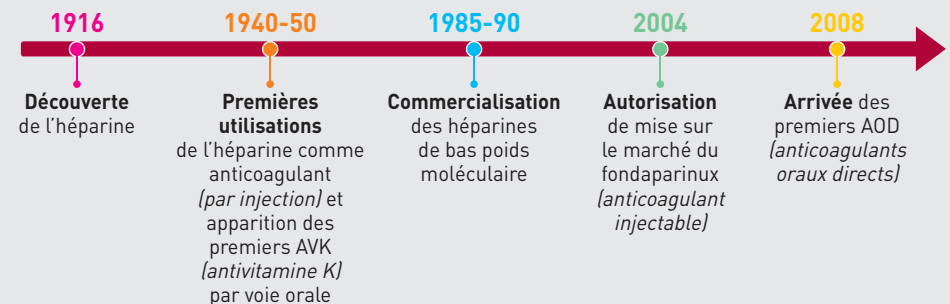 1916
Découverte
de l'héparine
1940-50
Premières
utilisations
de l'héparine comme
anticoagulant
(par injection) et
apparition des
premiers AVK
(antivitamine K)
par voie orale
1985-90
Commercialisation
des héparines
de bas poids
moléculaire
2004
Autorisation
de mise sur
le marché du
fondaparinux
(anticoagulant
injectable)
2008
Arrivée des
premiers AOD
(anticoagulants
oraux directs)